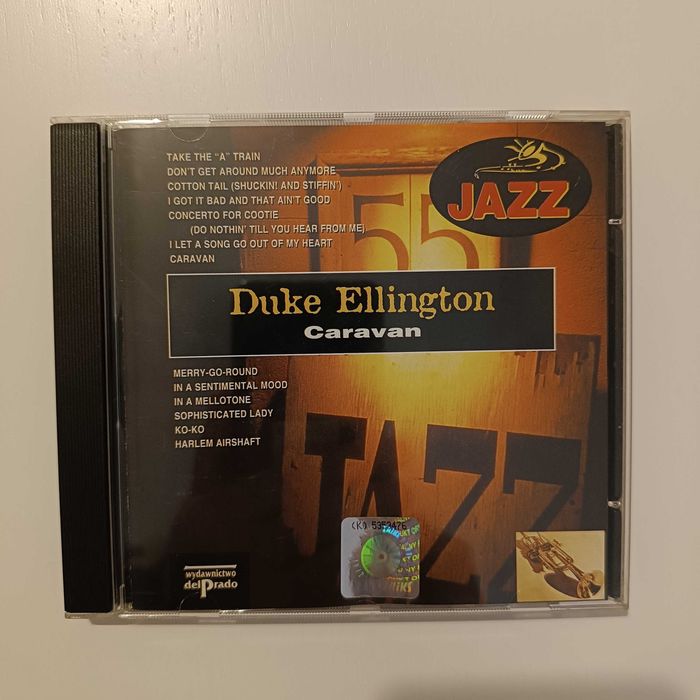 TAKE THE "A" TRAIN
DON'T GET AROUND MUCH ANYMORE
COTTON TAIL (SHUCKIN! AND STIFFIN')
I GOT IT BAD AND THAT AIN'T GOOD
CONCERTO FOR COOTIE
(DO NOTHIN' TILL YOU HEAR FROM ME)
I LET A SONG GO OUT OF MY HEART
CARAVAN
JAZZ
55
Duke Ellington
Caravan
MERRY-GO-ROUND
IN A SENTIMENTAL MOOD
IN A MELLOTONE
SOPHISTICATED LADY
KO-KO
HARLEM AIRSHAFT
JAZZ
(K) 5353476
wydawnictwo
delPrado